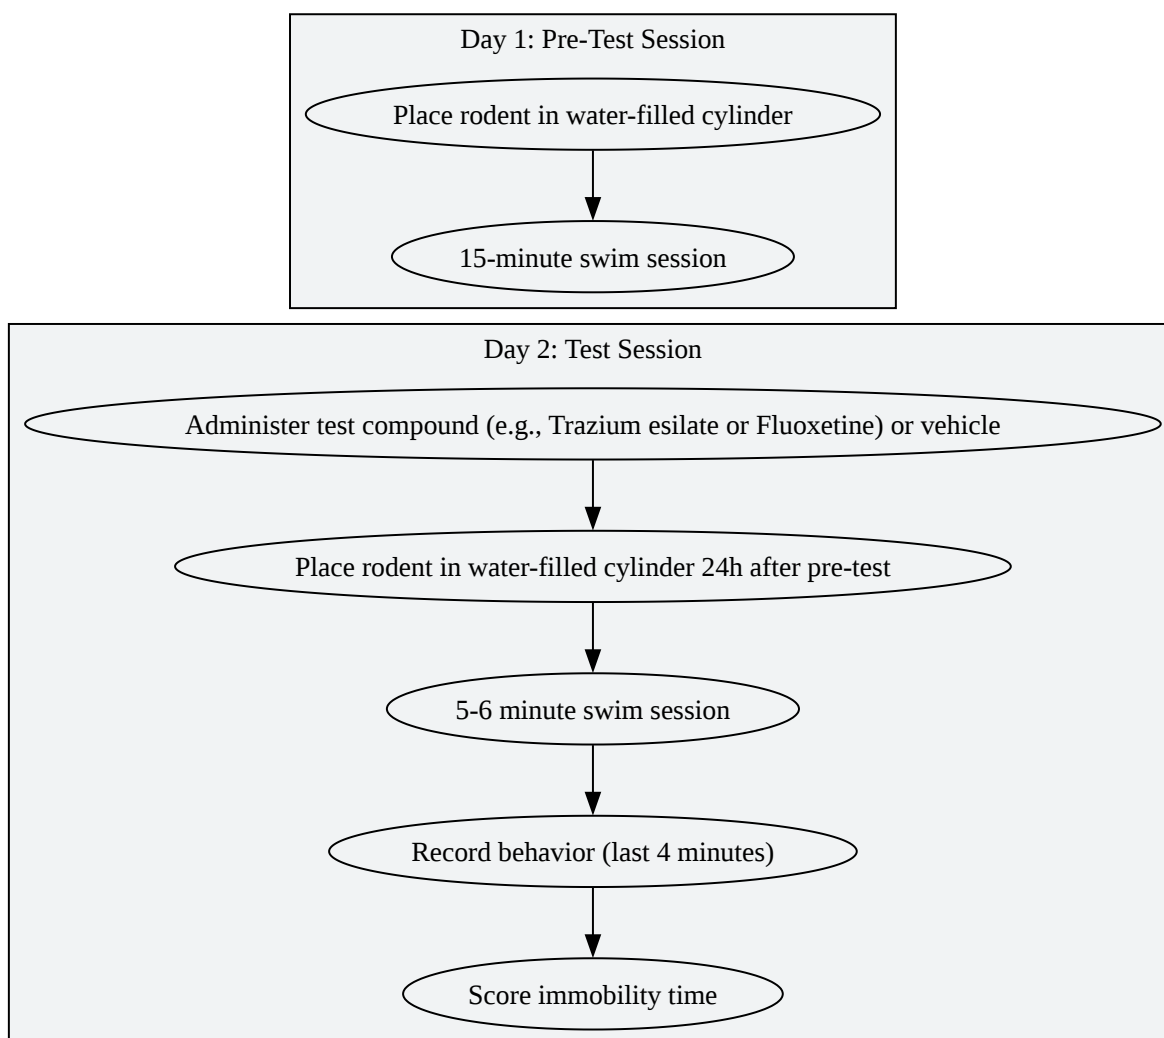 Day 1: Pre-Test Session
Place rodent in water-filled cylinder
15-minute swim session
Day 2: Test Session
Administer test compound (e.g., Trazium esilate or Fluoxetine) or vehicle
Place rodent in water-filled cylinder 24h after pre-test
5-6 minute swim session
Record behavior (last 4 minutes)
Score immobility time